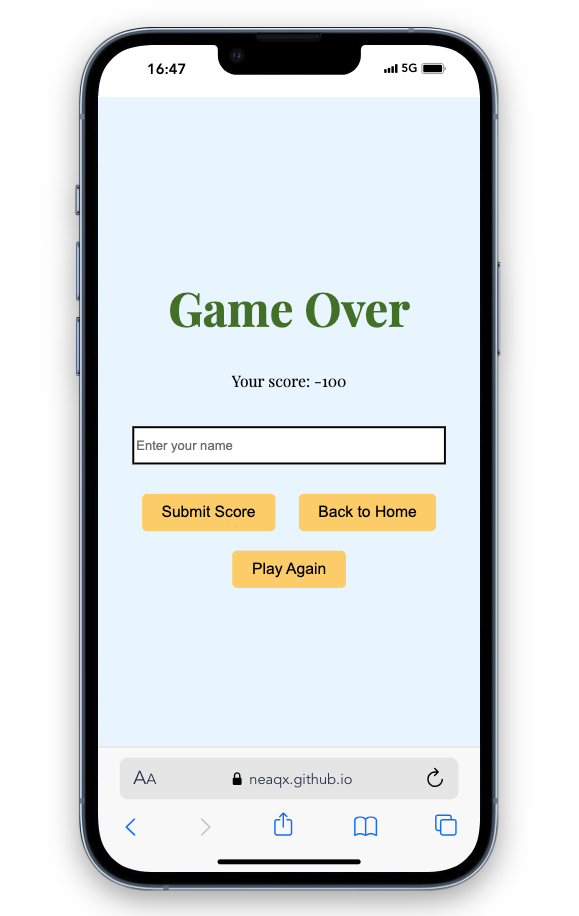 16:47 5G
Game Over
Your score: -100
Enter your name
Submit Score Back to Home
Play Again
AA neaqx.github.io